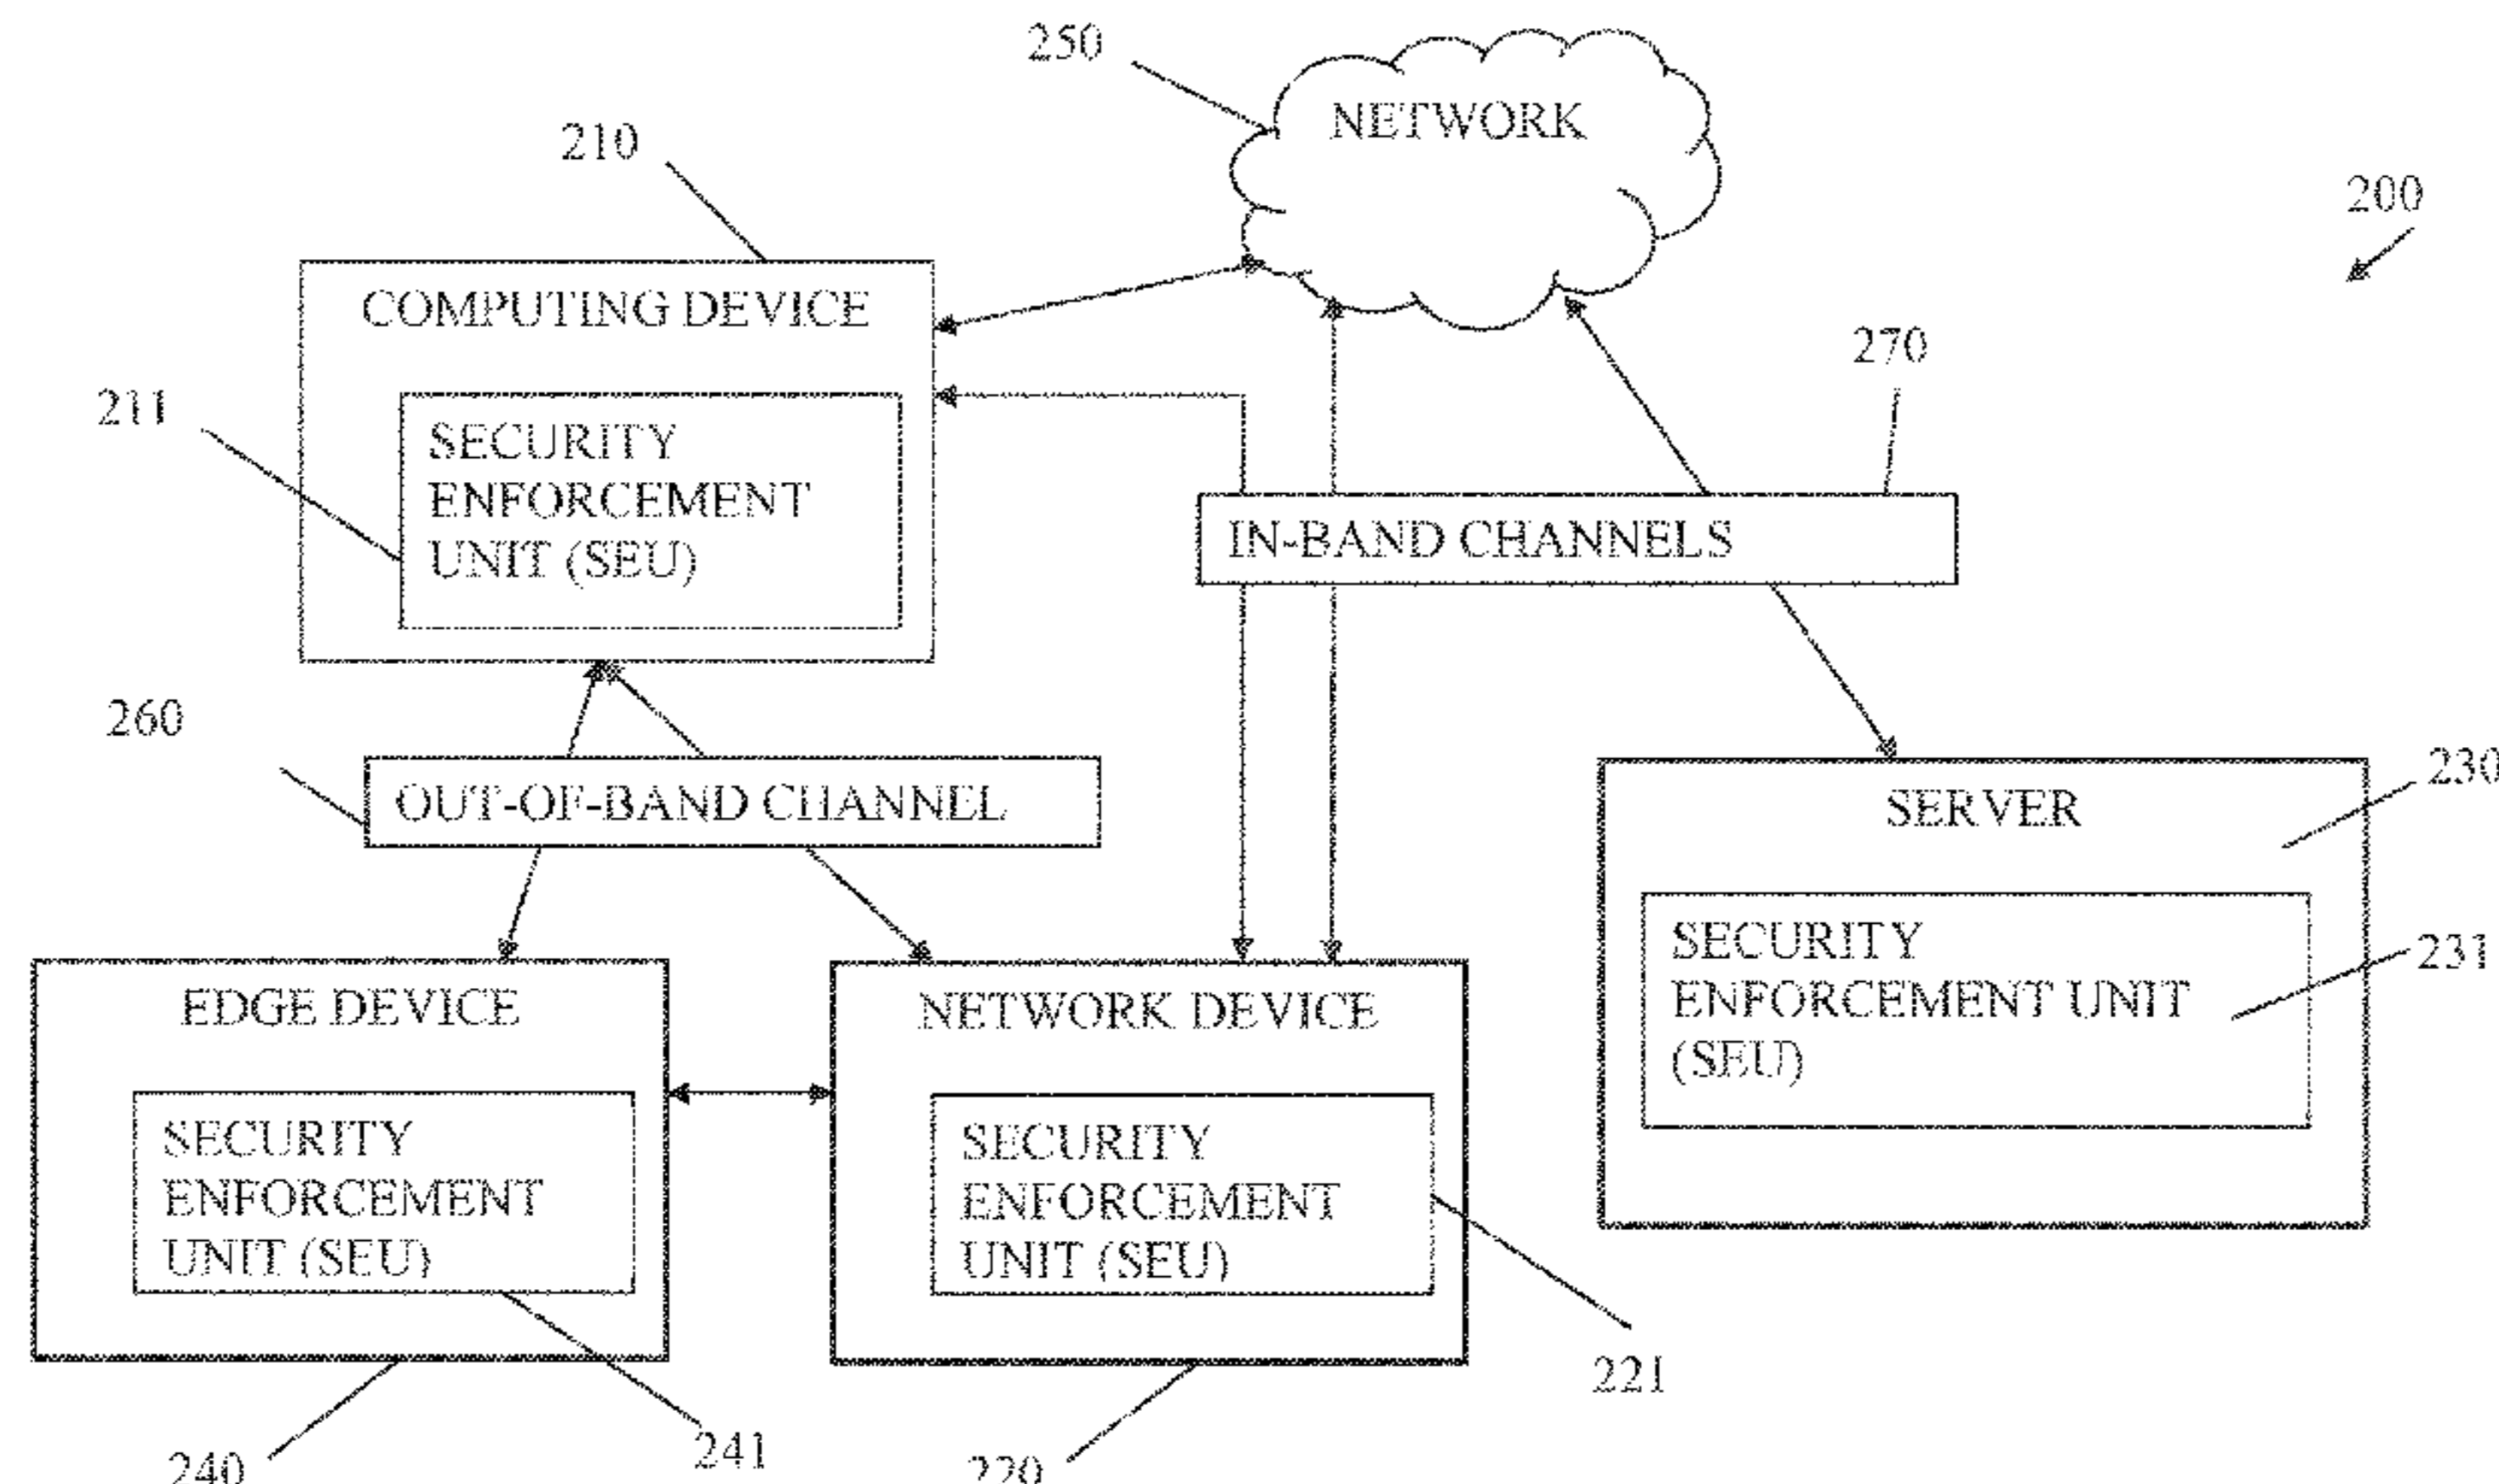 250
NETWORK
210
200
COMPUTING DEVICE
270
211
SECURITY
ENFORCEMENT
UNIT (SEU)
IN-BAND CHANNELS
260
OUT-OF-BAND CHANNEL
230
SERVER
SECURITY
ENFORCEMENT UNIT
(SEU)
231
EDGE DEVICE
NETWORK DEVICE
SECURITY
ENFORCEMENT
UNIT (SEU)
SECURITY
ENFORCEMENT
UNIT (SEU)
221
240
241
220